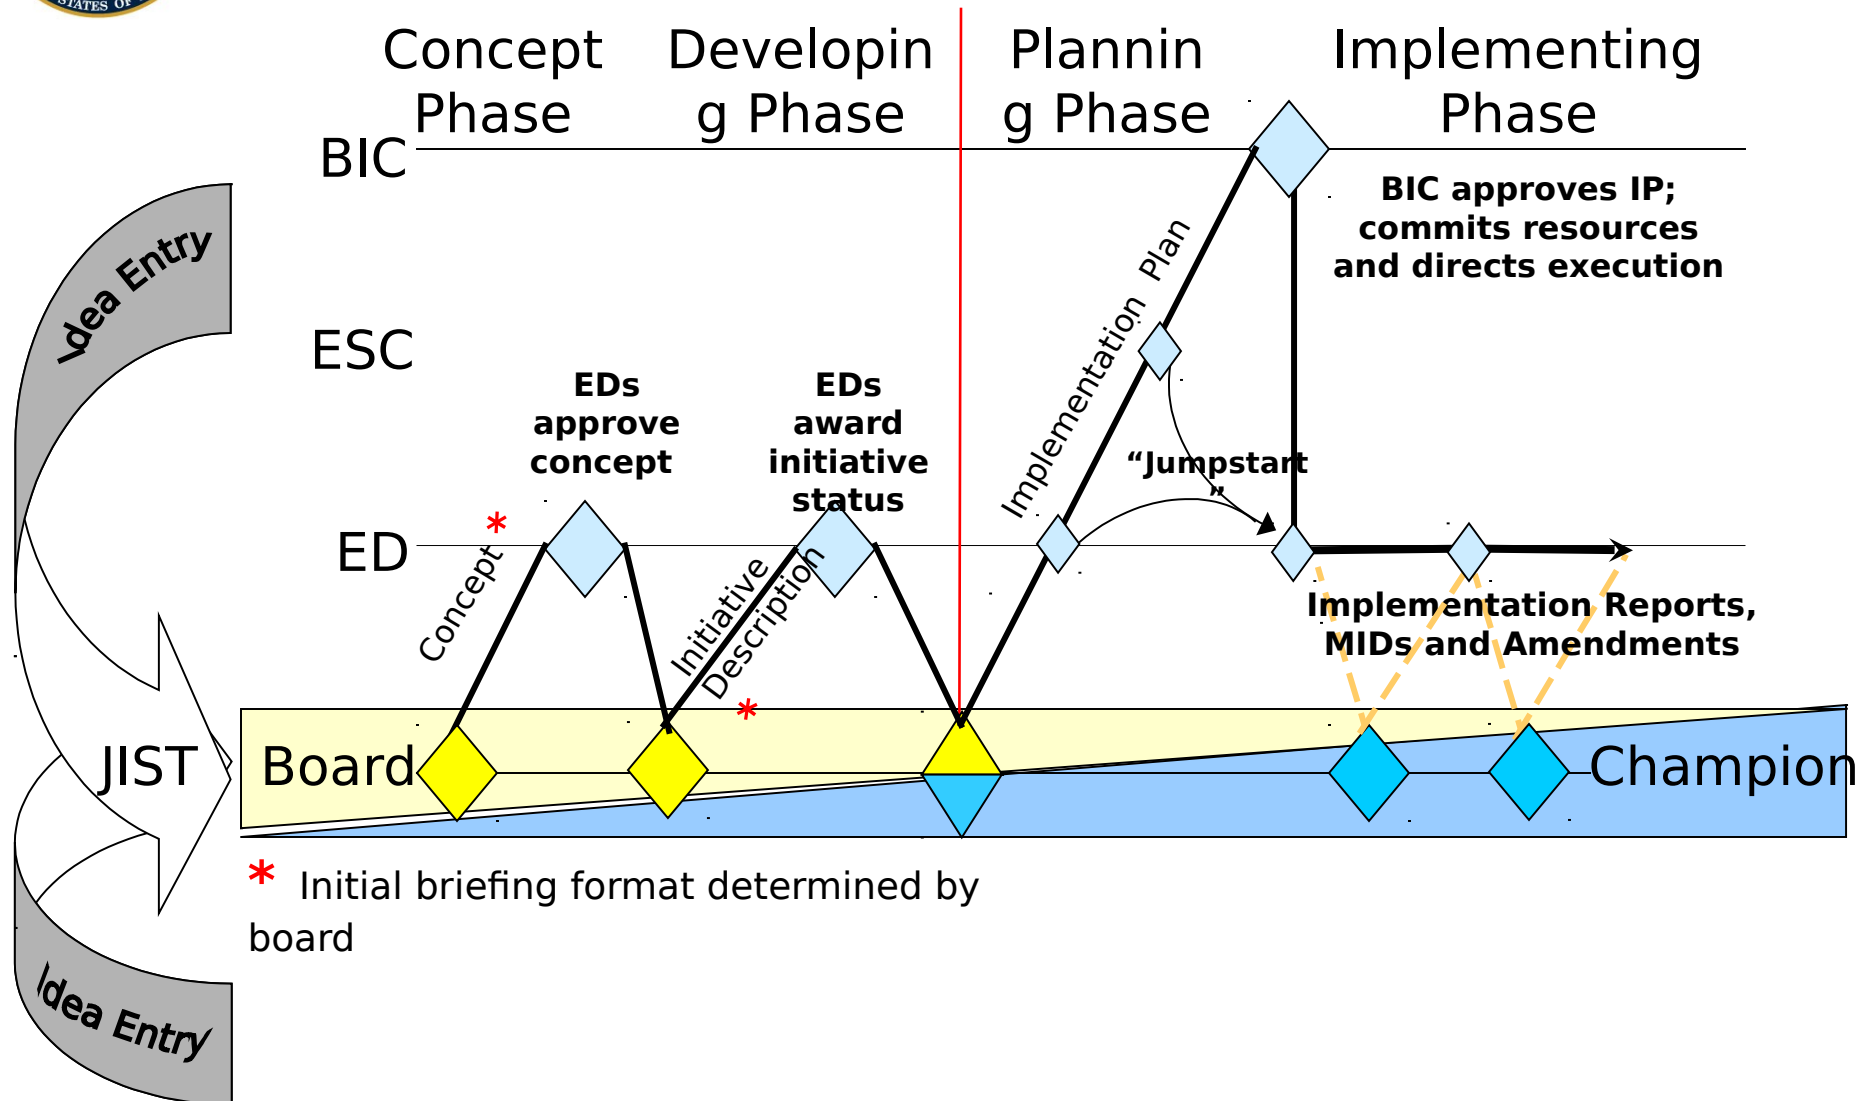 STATES OF
Concept
Phase
Developin
g Phase
Plannin
g Phase
Implementing
Phase
BIC
BIC approves IP;
commits resources
and directs execution
Idea Entry
Implementation Plan
ESC
EDs
approve
concept
EDs
award
initiative
status
“Jumpstart
”
*
ED
Concept
Initiative
Description
*
Implementation Reports,
MIDs and Amendments
JIST
Board
Champion
* Initial briefing format determined by
board
Idea Entry